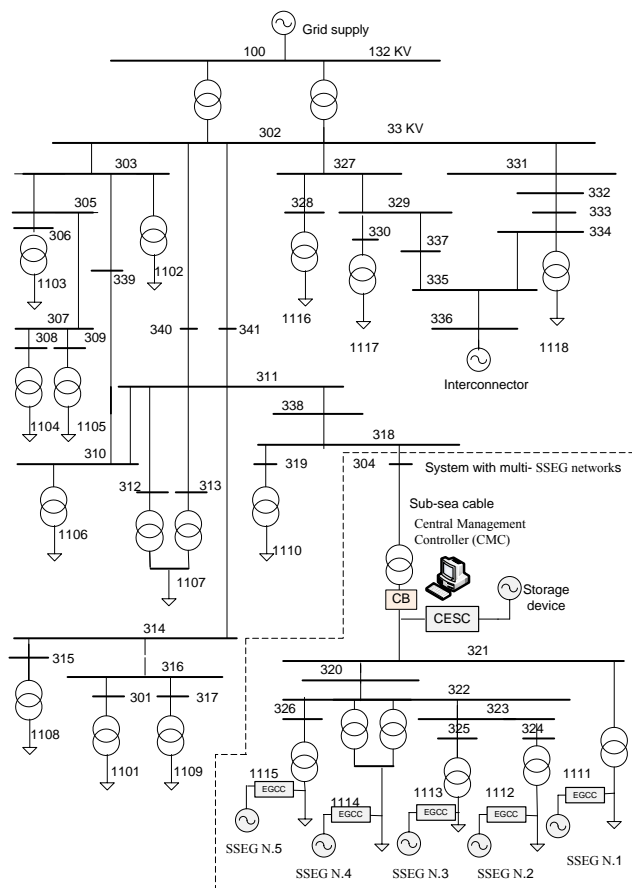 Grid supply
100
132 KV
302
33 KV
303
327
331
305
328
329
332
306
333
330
334
1103
339
1102
337
335
307
340
341
1116
336
308
309
1117
1118
Interconnector
311
1104
1105
338
310
318
319
304
System with multi- SSEG networks
312
313
Sub-sea cable
1106
Central Management
1110
Controller (CMC)
1107
Storage
device
CB
CESC
314
315
321
316
320
322
301
317
326
323
325
324
1108
1101
1109
1115
1114
1113
1112
1111
EGCC
EGCC
EGCC
EGCC
EGCC
SSEG N.5
SSEG N.4
SSEG N.3
SSEG N.2
SSEG N.1